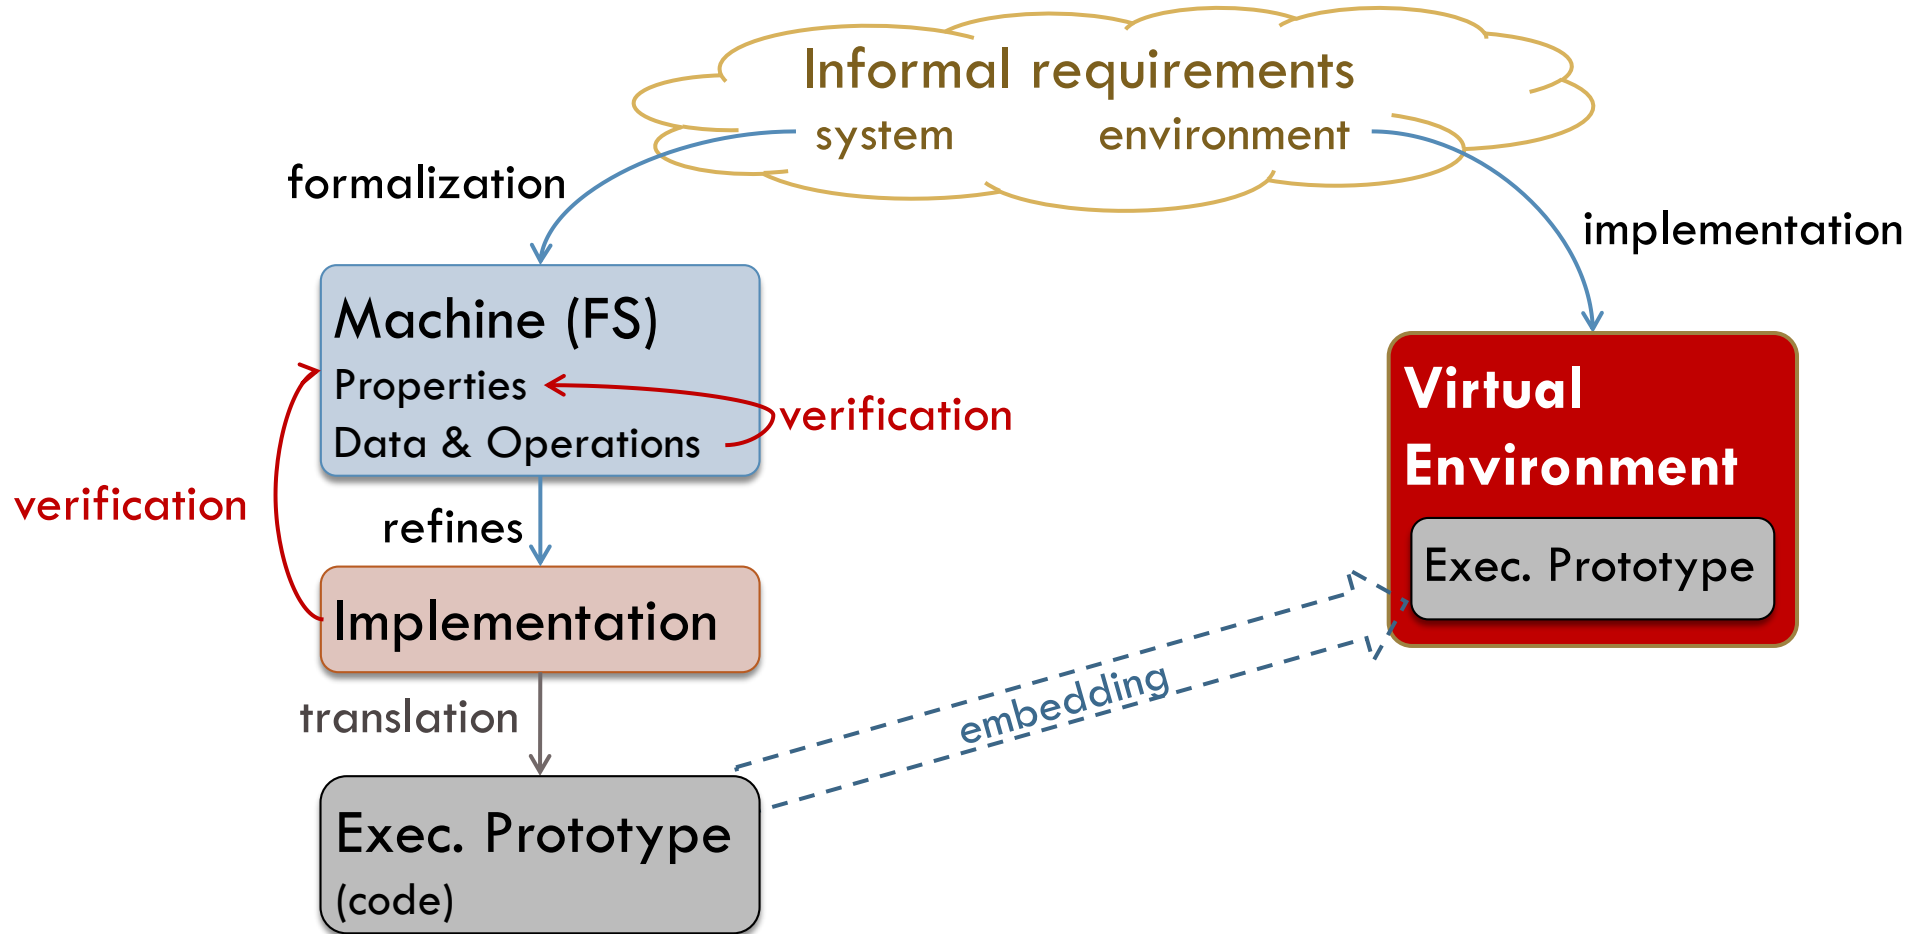 Informal requirements
system environment
formalization
implementation
Machine (FS)
Properties
Data & Operations
verification
verification
refines
Implementation
translation
Exec. Prototype
(code)
embedding
Virtual
Environment
Exec. Prototype